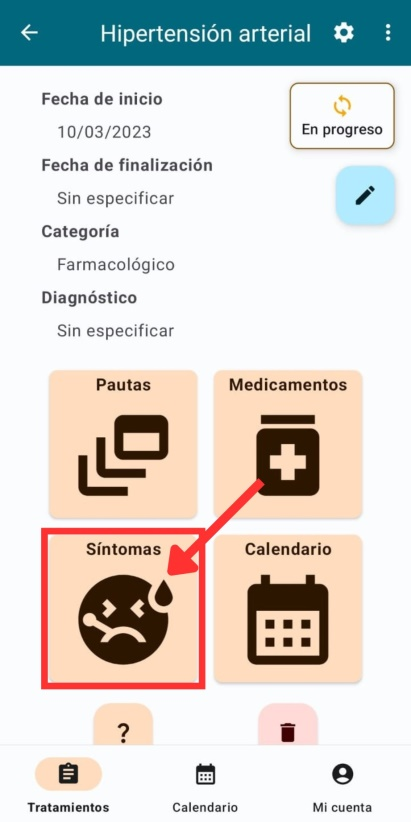 Hipertensión arterial
Fecha de inicio
10/03/2023
En progreso
Fecha de finalización
Sin especificar
Categoría
Farmacológico
Diagnóstico
Sin especificar
Pautas
Medicamentos
Síntomas
Calendario
?
Tratamientos
Calendario
Mi cuenta